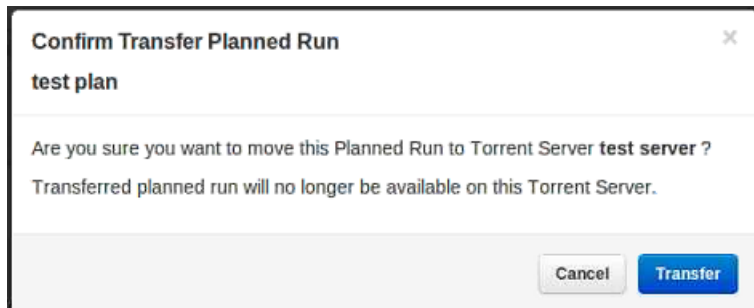 Confirm Transfer Planned Run
×
test plan
Are you sure you want to move this Planned Run to Torrent Server test server ?
Transferred planned run will no longer be available on this Torrent Server.
Cancel Transfer